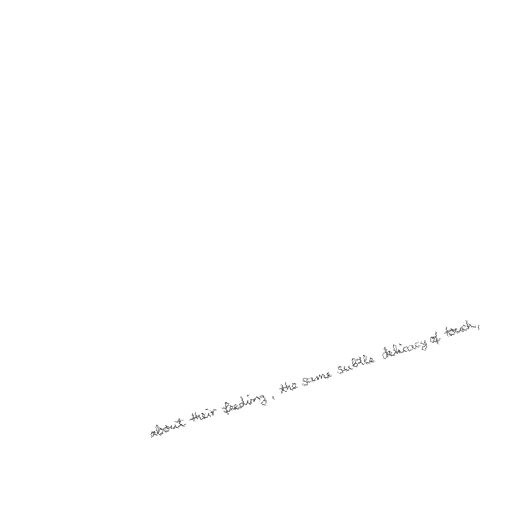 about their feeding, the same subtle delicacy of touch,